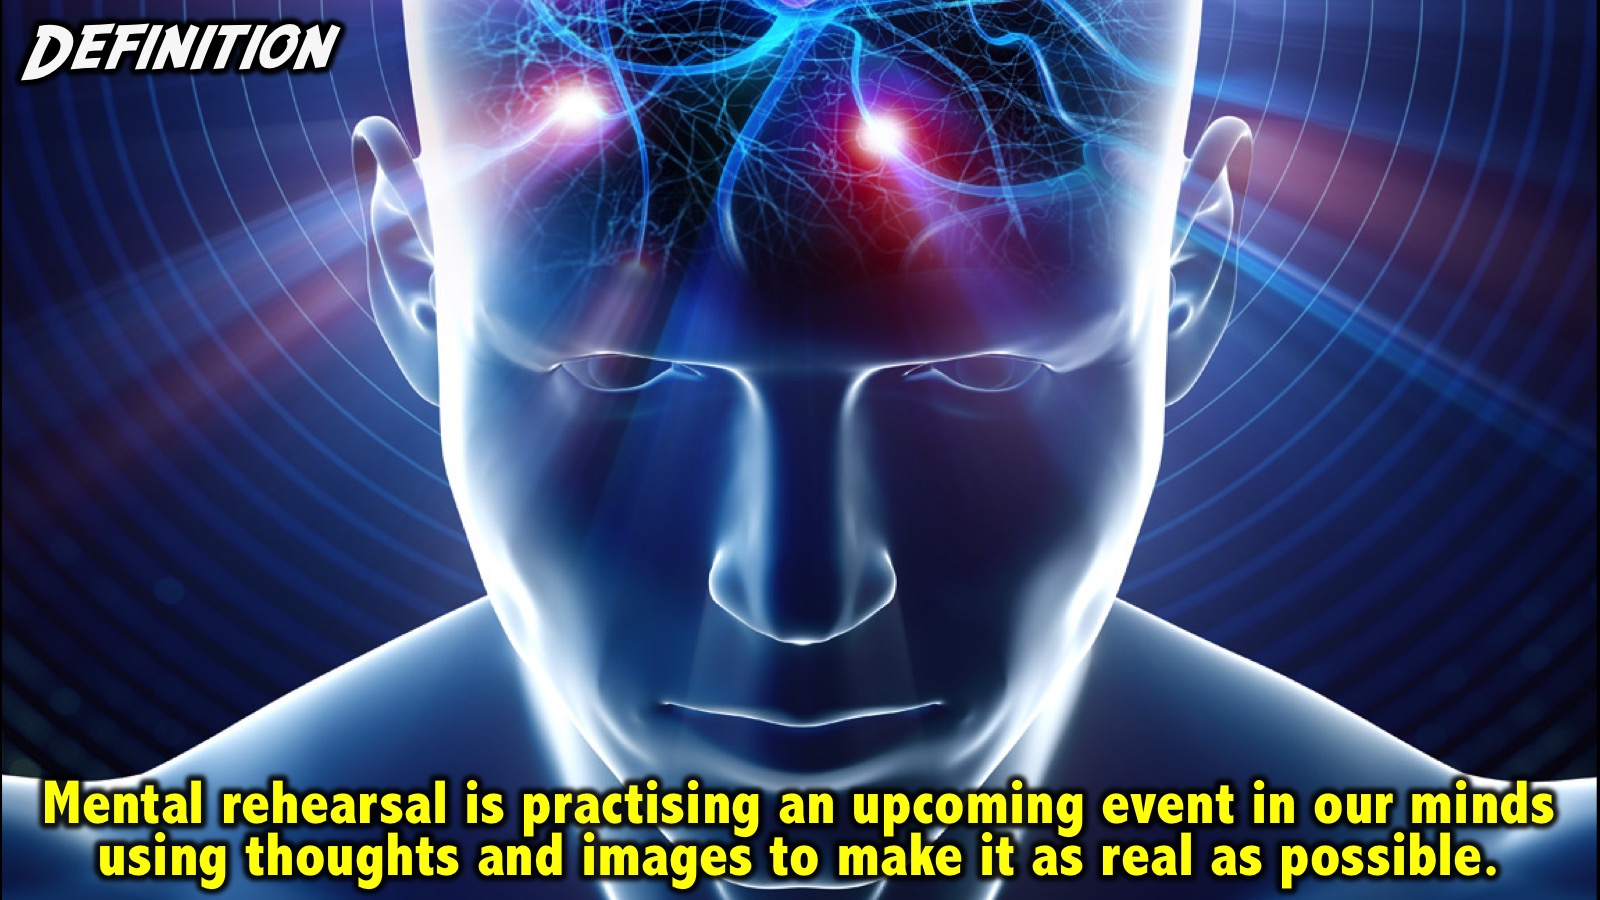 DEFINITION
Mental rehearsal is practising an upcoming event in our minds
using thoughts and images to make it as real as possible.